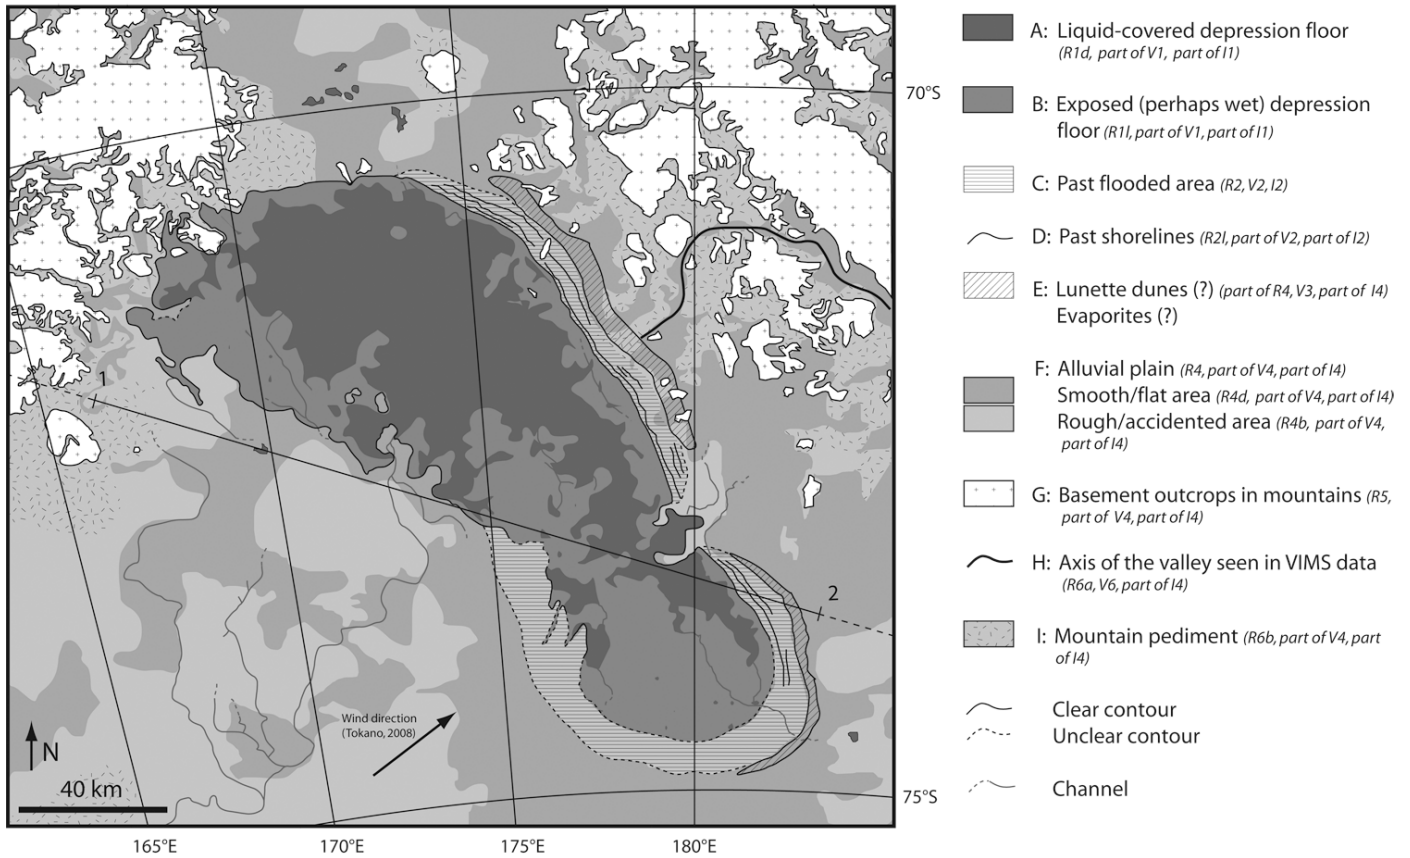 A: Liquid-covered depression floor
(R1d, part of V1, part of I1)
B: Exposed (perhaps wet) depression
floor (R1l, part of V1, part of I1)
C: Past flooded area (R2, V2, I2)
D: Past shorelines (R2l, part of V2, part of I2)
E: Lunette dunes (?) (part of R4, V3, part of I4)
Evaporites (?)
F: Alluvial plain (R4, part of V4, part of I4)
Smooth/flat area (R4d, part of V4, part of I4)
Rough/accidented area (R4b, part of V4,
part of I4)
G: Basement outcrops in mountains (R5,
part of V4, part of I4)
H: Axis of the valley seen in VIMS data
(R6a, V6, part of I4)
I: Mountain pediment (R6b, part of V4, part
of I4)
Clear contour
Unclear contour
Channel
70°S
75°S
1
2
Wind direction
(Tokano, 2008)
N
40 km
165°E
170°E
175°E
180°E